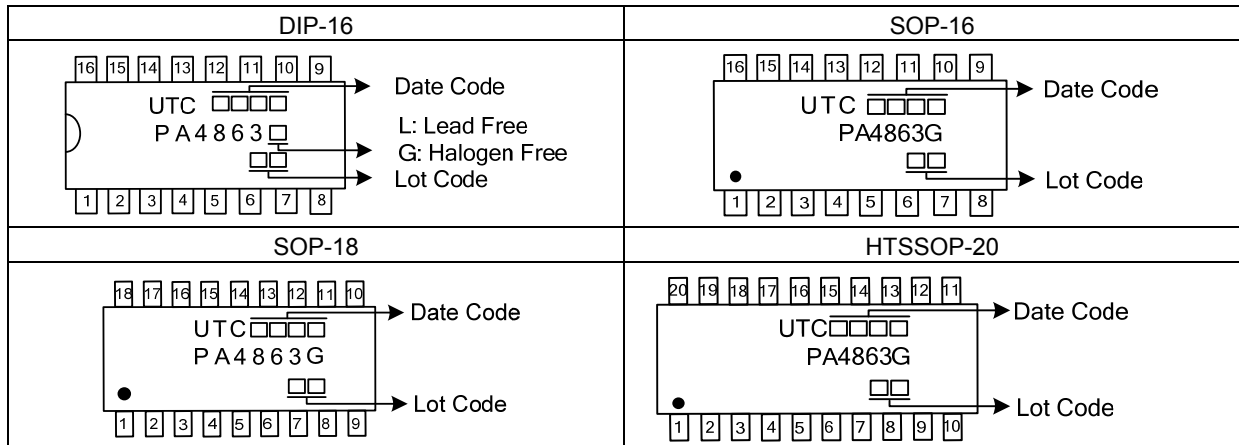 DIP-16
16 15 14 13 12 11 10 9
Date Code
UTC
PA4863
L: Lead Free
G: Halogen Free
Lot Code
1 2 3 4 5 6 7 8
SOP-16
16 15 14 13 12 11 10 9
Date Code
UTC
PA4863G
Lot Code
1 2 3 4 5 6 7 8
SOP-18
18 17 16 15 14 13 12 11 10
Date Code
UTC
PA4863G
Lot Code
1 2 3 4 5 6 7 8 9
HTSSOP-20
20 19 18 17 16 15 14 13 12 11
Date Code
UTC
PA4863G
Lot Code
1 2 3 4 5 6 7 8 9 10